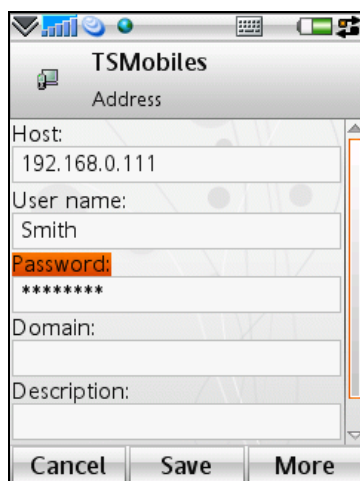 TSMobiles
Address
Host:
192.168.0.111
User name:
Smith
Password:
********
Domain:
Description:
Cancel Save More